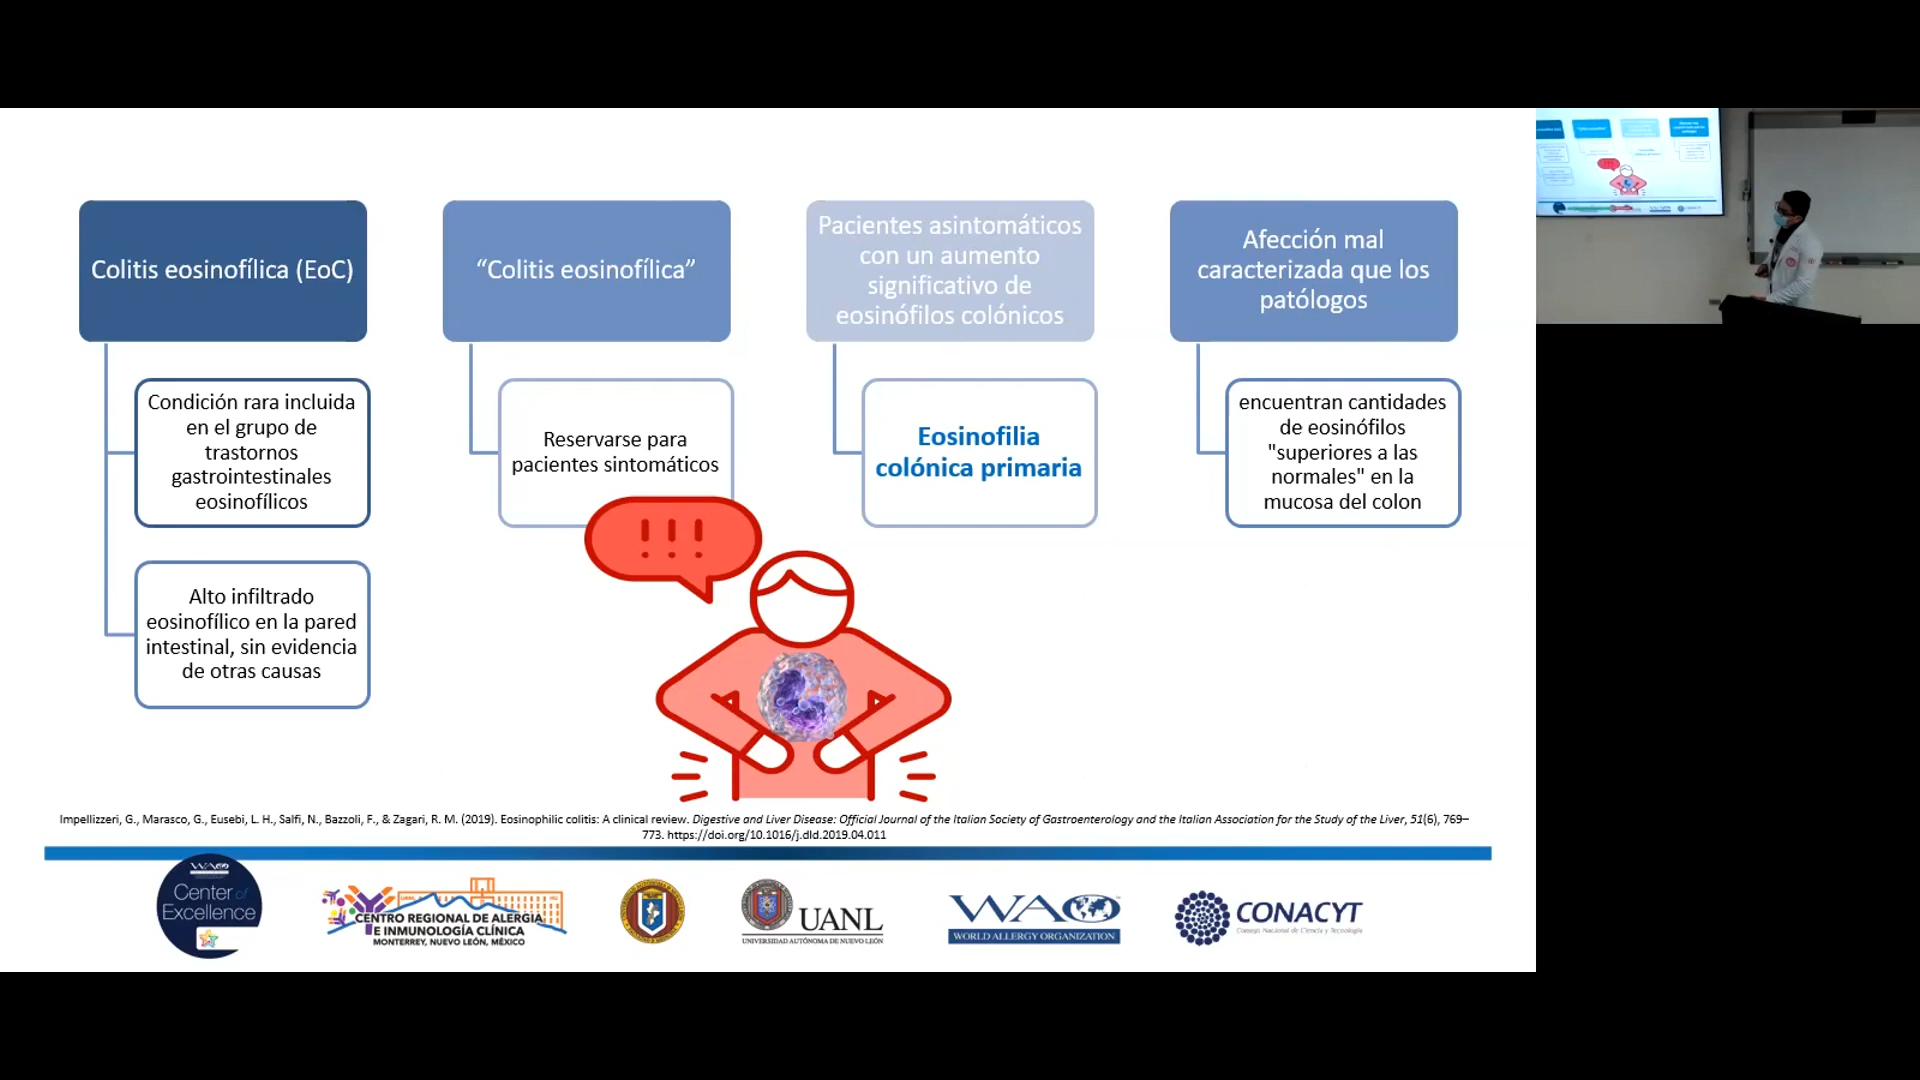 Colitis eosinofílica (EoC)
Condición rara incluida
en el grupo de
trastornos
gastrointestinales
eosinofílicos
Alto infiltrado
eosinofílico en la pared
intestinal, sin evidencia
de otras causas
“Colitis eosinofílica”
Reservarse para
pacientes sintomáticos
Pacientes asintomáticos
con un aumento
significativo de
eosinófilos colónicos
Eosinofilia
colónica primaria
Afección mal
caracterizada que los
patólogos
encuentran cantidades
de eosinófilos
"superiores a las
normales" en la
mucosa del colon
!!!
Impellizzeri, G., Marasco, G., Eusebi, L. H., Salfi, N., Bazzoli, F., & Zagari, R. M. (2019). Eosinophilic colitis: A clinical review. Digestive and Liver Disease: Official Journal of the Italian Society of Gastroenterology and the Italian Association for the Study of the Liver, 51(6), 769–
773. https://doi.org/10.1016/j.dld.2019.04.011
WAO
Center of
Excellence
CENTRO REGIONAL DE ALERGIA
E INMUNOLOGÍA CLÍNICA
MONTERREY, NUEVO LEÓN, MÉXICO
UANL
UNIVERSIDAD AUTÓNOMA DE NUEVO LEÓN
WAO
WORLD ALLERGY ORGANIZATION
CONACYT
Consejo Nacional de Ciencia y Tecnología